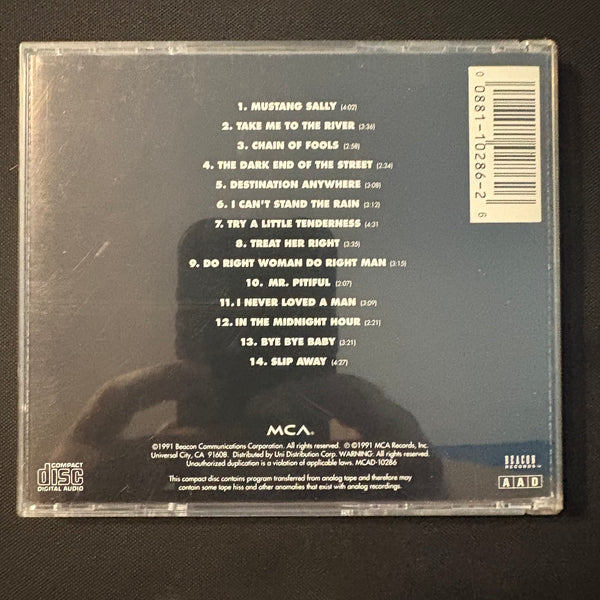 1. MUSTANG SALLY (4:02)
2. TAKE ME TO THE RIVER (3:36)
3. CHAIN OF FOOLS (2:58)
4. THE DARK END OF THE STREET (2:34)
5. DESTINATION ANYWHERE (3:08)
6. I CAN'T STAND THE RAIN (3:12)
7. TRY A LITTLE TENDERNESS (4:31
8. TREAT HER RIGHT (3:35)
9. DO RIGHT WOMAN DO RIGHT MAN (3:15)
10. MR. PITIFUL (2:07)
11. I NEVER LOVED A MAN (3:09)
12. IN THE MIDNIGHT HOUR (2:21)
13. BYE BYE BABY (3:21)
14. SLIP AWAY (4:27)
0 0881-10286-2 6
MCA®
©1991 Beacon Communications Corporation. All rights reserved. ℗©1991 MCA Records, Inc.
Universal City, CA 91608. Distributed by Uni Distribution Corp. WARNING: All rights reserved.
Unauthorized duplication is a violation of applicable laws. MCAD-10286
This compact disc contains program transferred from analog tape and therefore may
contain some tape hiss and other anomalies that exist with analog recordings.
COMPACT
disc
DIGITAL AUDIO
BEACON
RECORDS™
AAD